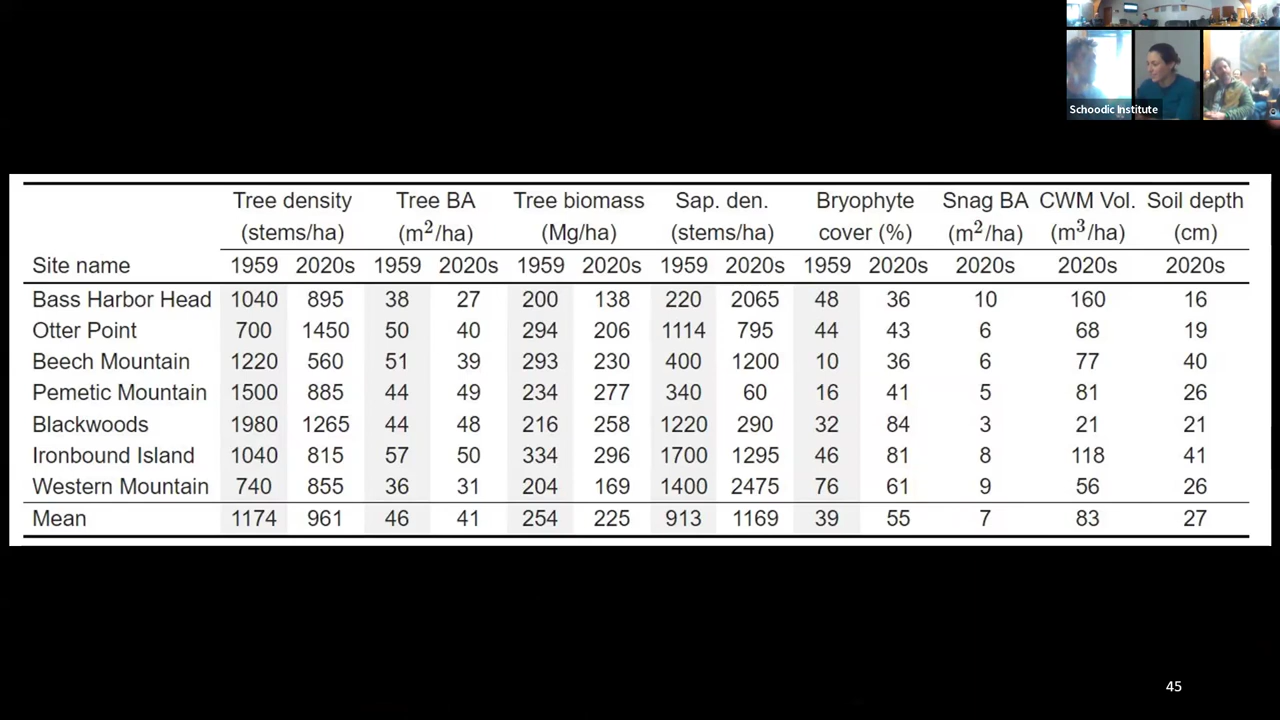 Schoodic Institute
Tree density Tree BA Tree biomass Sap. den. Bryophyte Snag BA CWM Vol. Soil depth
(stems/ha) (m²/ha) (Mg/ha) (stems/ha) cover (%) (m²/ha) (m³/ha) (cm)
Site name 1959 2020s 1959 2020s 1959 2020s 1959 2020s 1959 2020s 2020s 2020s 2020s
Bass Harbor Head 1040 895 38 27 200 138 220 2065 48 36 10 160 16
Otter Point 700 1450 50 40 294 206 1114 795 44 43 6 68 19
Beech Mountain 1220 560 51 39 293 230 400 1200 10 36 6 77 40
Pemetic Mountain 1500 885 44 49 234 277 340 60 16 41 5 81 26
Blackwoods 1980 1265 44 48 216 258 1220 290 32 84 3 21 21
Ironbound Island 1040 815 57 50 334 296 1700 1295 46 81 8 118 41
Western Mountain 740 855 36 31 204 169 1400 2475 76 61 9 56 26
Mean 1174 961 46 41 254 225 913 1169 39 55 7 83 27
45